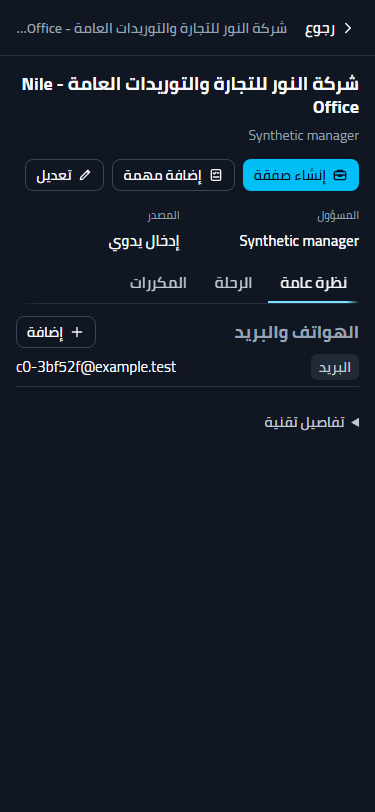 رجوع شركة النور للتجارة والتوريدات العامة - Office...
شركة النور للتجارة والتوريدات العامة - Nile
Office
Synthetic manager
إنشاء صفقة إضافة مهمة تعديل
المسؤول المصدر
Synthetic manager إدخال يدوي
نظرة عامة الرحلة المكررات
الهواتف والبريد إضافة
البريد c0-3bf52f@example.test
تفاصيل تقنية